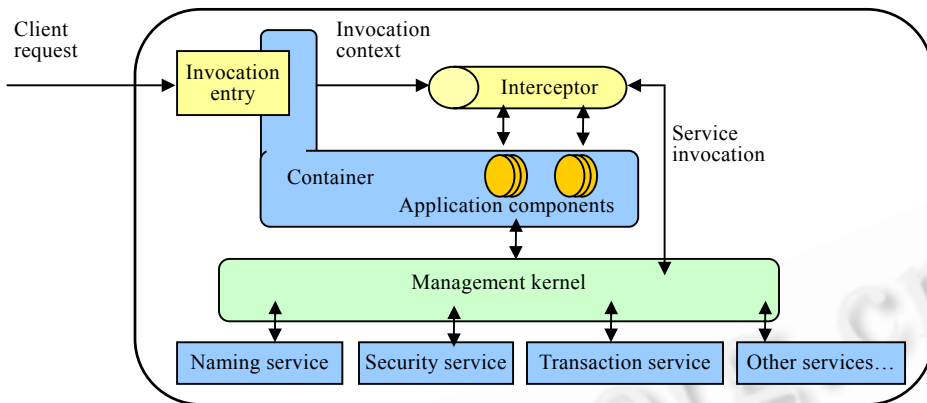 Client
request
Invocation
context
Invocation
entry
Interceptor
Service
invocation
Container
Application components
Management kernel
Naming service
Security service
Transaction service
Other services…